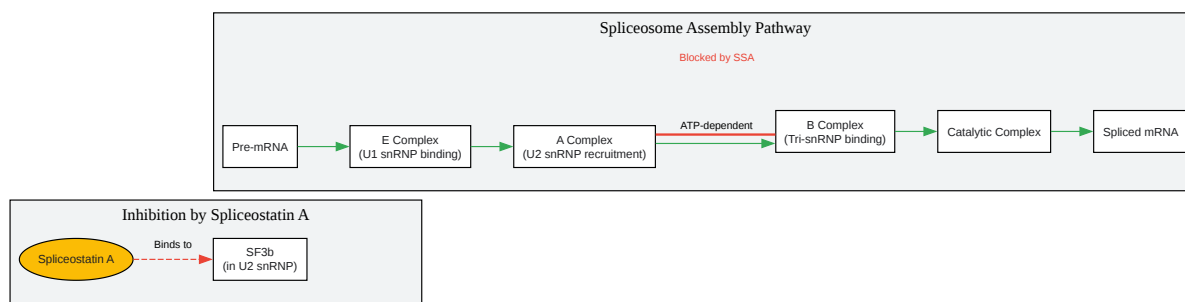 Spliceosome Assembly Pathway
Blocked by SSA
Pre-mRNA
E Complex
(U1 snRNP binding)
A Complex
(U2 snRNP recruitment)
ATP-dependent
B Complex
(Tri-snRNP binding)
Catalytic Complex
Spliced mRNA
Inhibition by Spliceostatin A
Spliceostatin A
Binds to
SF3b
(in U2 snRNP)